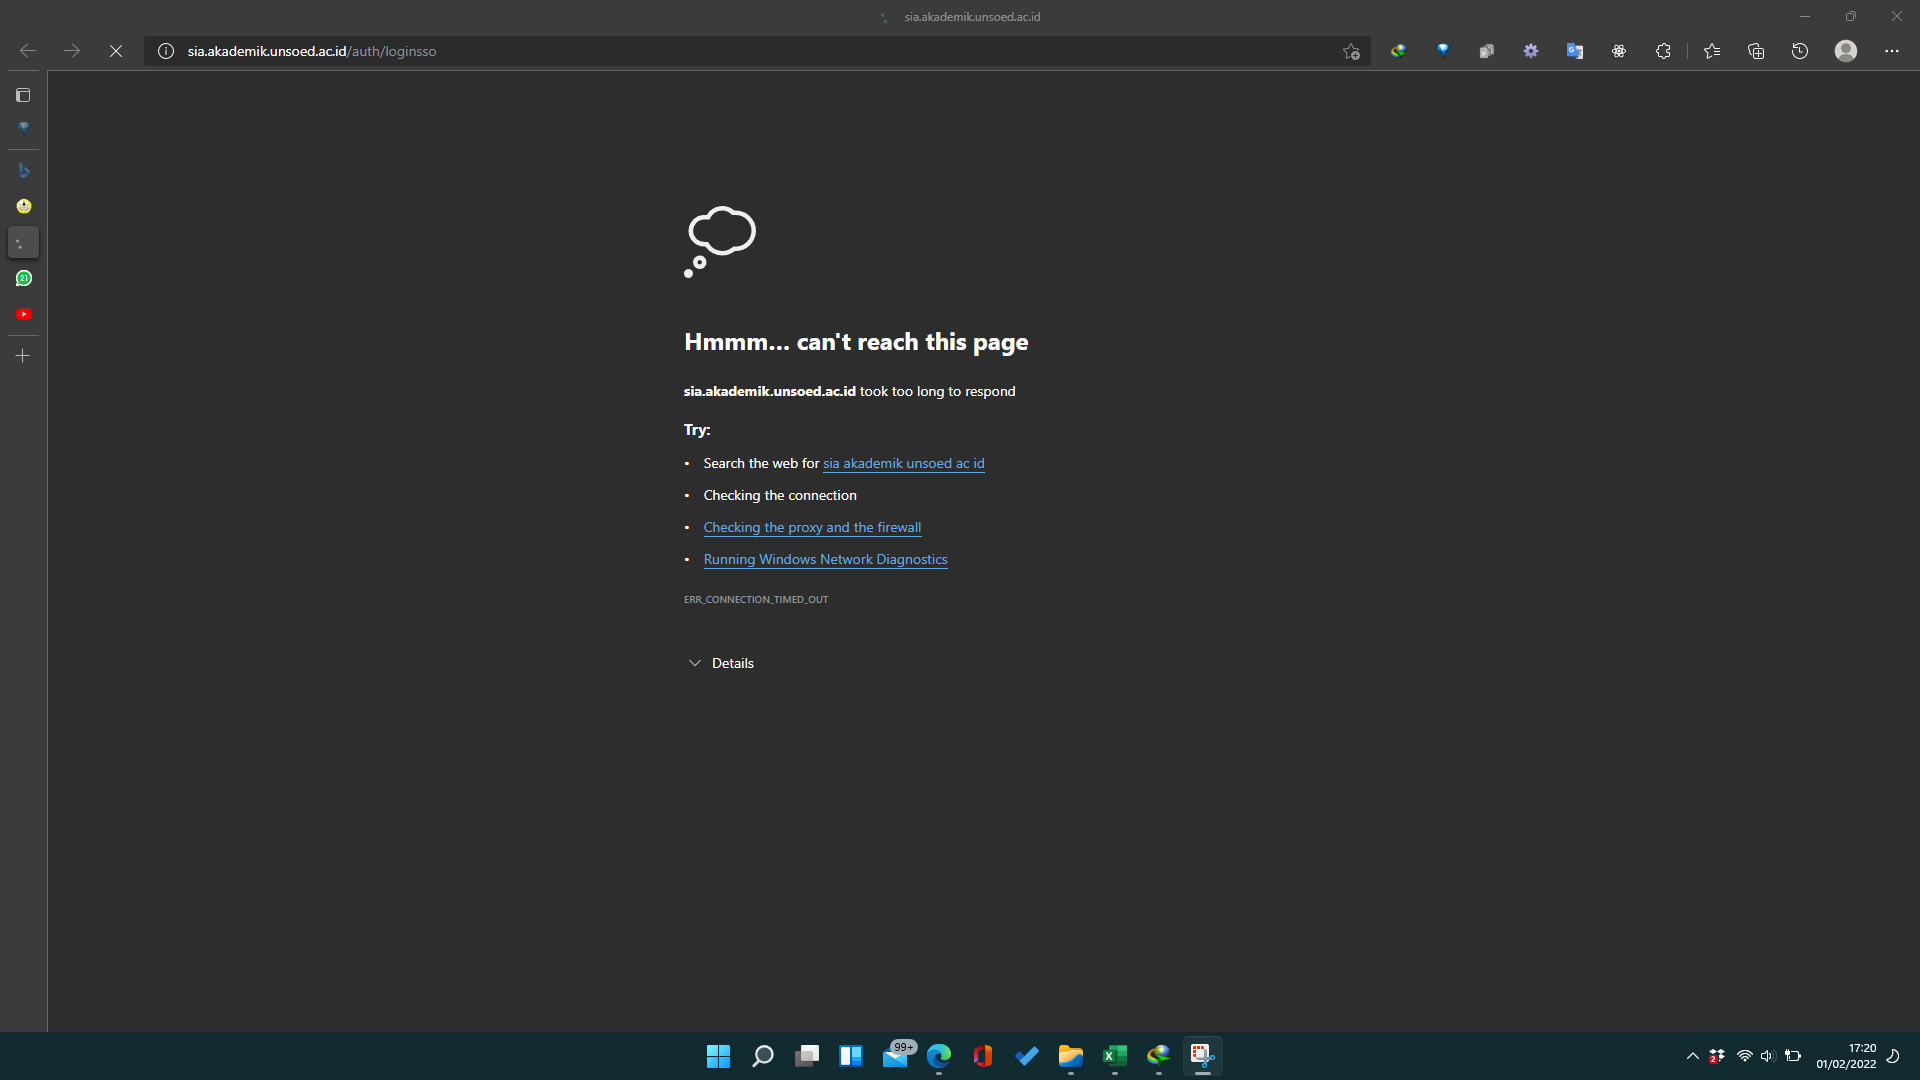 sia.akademik.unsoed.ac.id
sia.akademik.unsoed.ac.id/auth/loginsso
21
Hmmm... can't reach this page
sia.akademik.unsoed.ac.id took too long to respond
Try:
• Search the web for sia akademik unsoed ac id
• Checking the connection
• Checking the proxy and the firewall
• Running Windows Network Diagnostics
ERR_CONNECTION_TIMED_OUT
Details
99+
2
17:20
01/02/2022